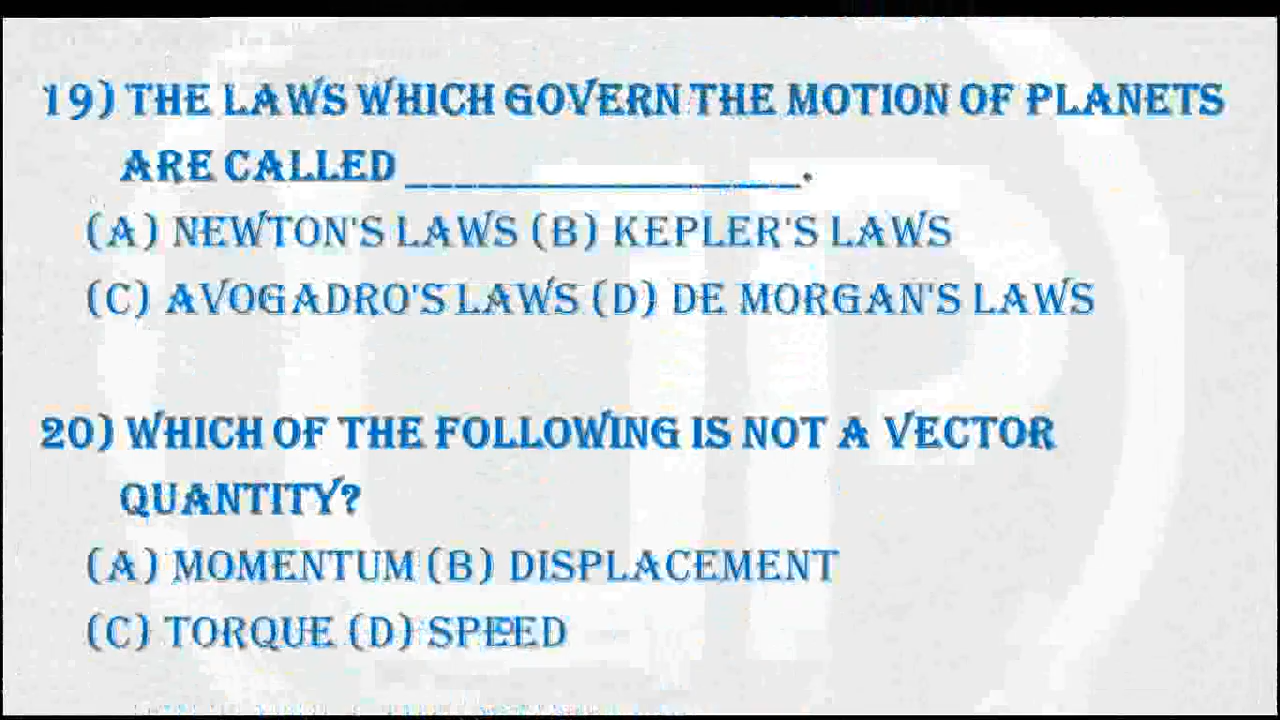 19) THE LAWS WHICH GOVERN THE MOTION OF PLANETS
ARE CALLED _________________.
(A) NEWTON'S LAWS (B) KEPLER'S LAWS
(C) AVOGADRO'S LAWS (D) DE MORGAN'S LAWS
20) WHICH OF THE FOLLOWING IS NOT A VECTOR
QUANTITY?
(A) MOMENTUM (B) DISPLACEMENT
(C) TORQUE (D) SPEED